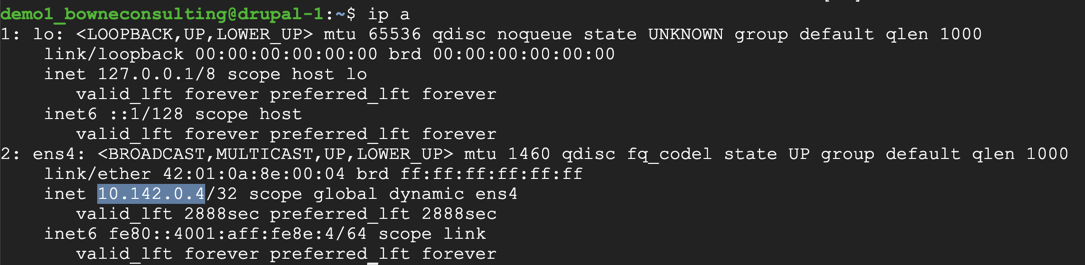 demo1_bowneconsulting@drupal-1:~$ ip a
1: lo: <LOOPBACK,UP,LOWER_UP> mtu 65536 qdisc noqueue state UNKNOWN group default qlen 1000
    link/loopback 00:00:00:00:00:00 brd 00:00:00:00:00:00
    inet 127.0.0.1/8 scope host lo
       valid_lft forever preferred_lft forever
    inet6 ::1/128 scope host
       valid_lft forever preferred_lft forever
2: ens4: <BROADCAST,MULTICAST,UP,LOWER_UP> mtu 1460 qdisc fq_codel state UP group default qlen 1000
    link/ether 42:01:0a:8e:00:04 brd ff:ff:ff:ff:ff:ff
    inet 10.142.0.4/32 scope global dynamic ens4
       valid_lft 2888sec preferred_lft 2888sec
    inet6 fe80::4001:aff:fe8e:4/64 scope link
       valid_lft forever preferred_lft forever